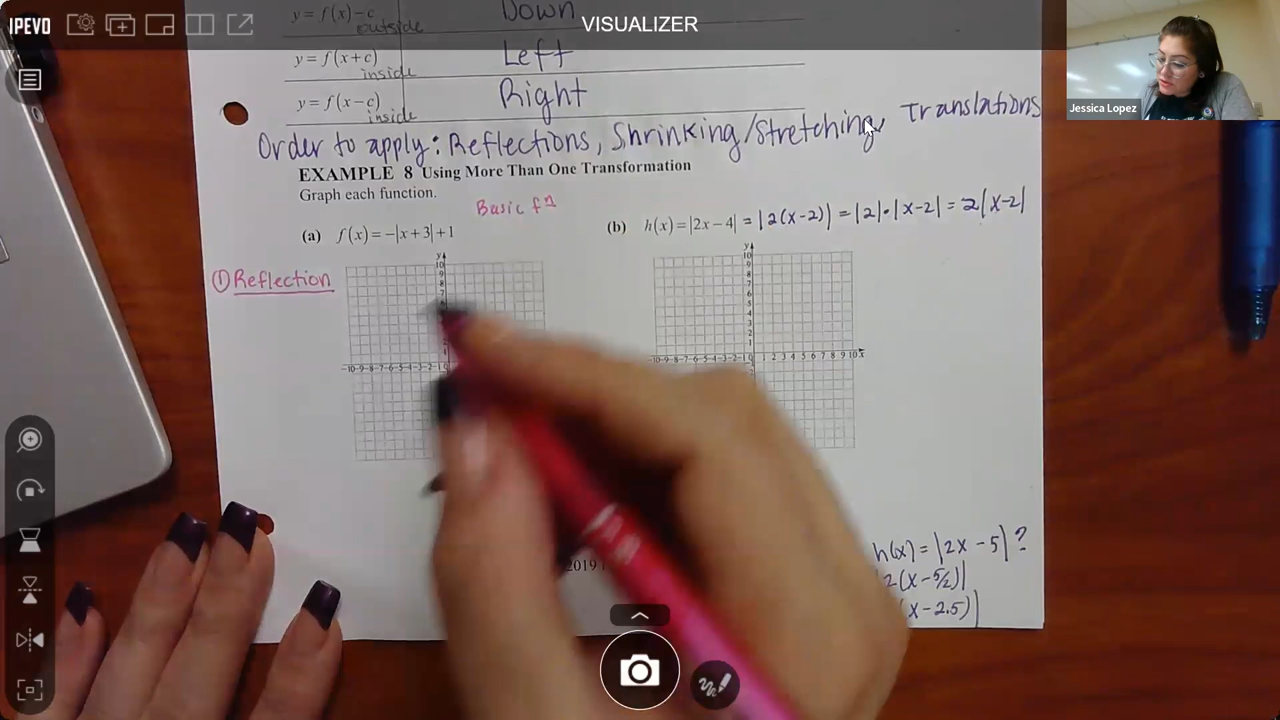 IPEVO
VISUALIZER
Jessica Lopez
y = f(x) - c outside Down
y = f(x+c) inside Left
y = f(x-c) inside Right
Order to apply: Reflections, Shrinking/Stretching, Translations
EXAMPLE 8 Using More Than One Transformation
Graph each function.
Basic fⁿ
(a) f(x) = -|x+3|+1
(b) h(x) = |2x-4| = |2(x-2)| = |2|·|x-2| = 2|x-2|
① Reflection
h(x) = |2x-5| ?
2(x-5/2)|
(x-2.5)|
2019